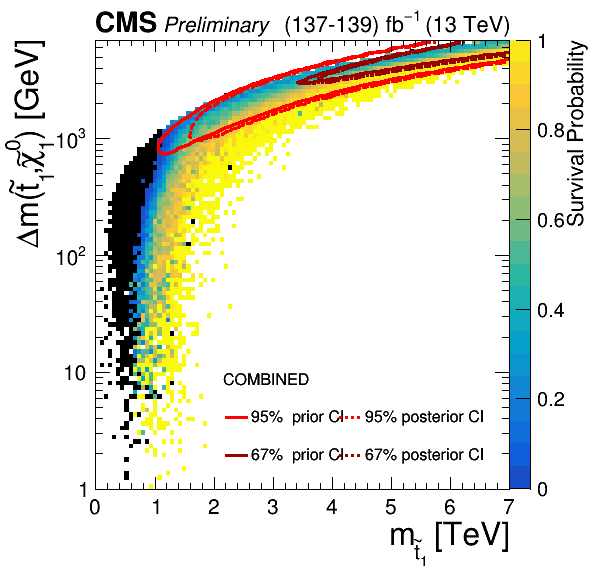 CMS Preliminary (137-139) fb⁻¹ (13 TeV)
Δm(t̃₁,χ̃₁⁰) [GeV]
10³
10²
10
1
0 1 2 3 4 5 6 7
m_t̃₁ [TeV]
COMBINED
95% prior CI 95% posterior CI
67% prior CI 67% posterior CI
1
0.8
0.6
0.4
0.2
0
Survival Probability